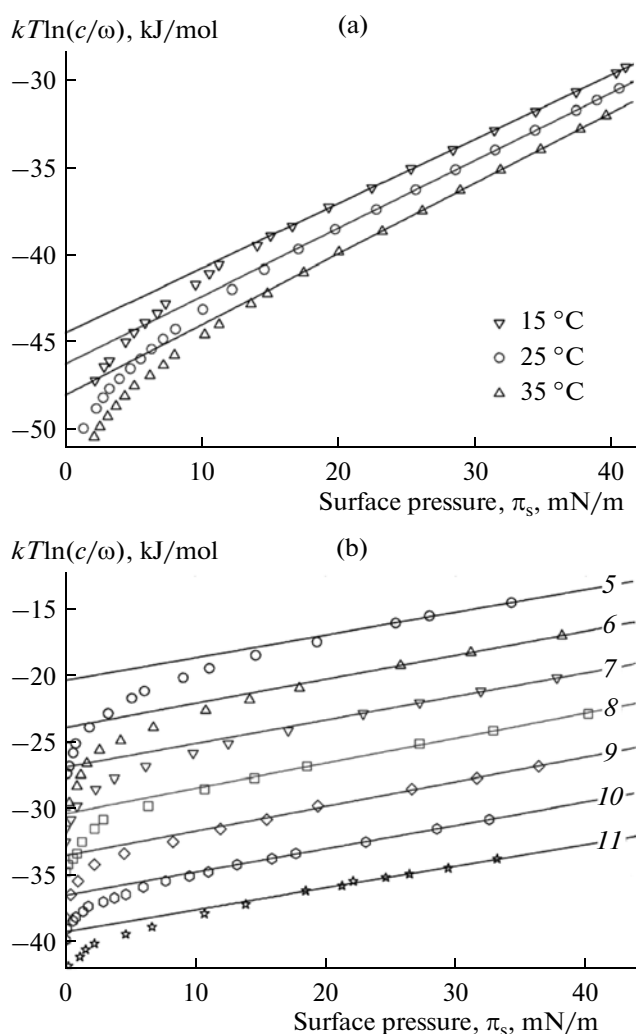 kTln(c/ω), kJ/mol (a)
−30
−35
−40
−45
−50
15 °C
25 °C
35 °C
0 10 20 30 40
Surface pressure, πs, mN/m
kTln(c/ω), kJ/mol (b)
5
−15
6
7
−20
8
−25
9
−30
10
11
−35
−40
0 10 20 30 40
Surface pressure, πs, mN/m